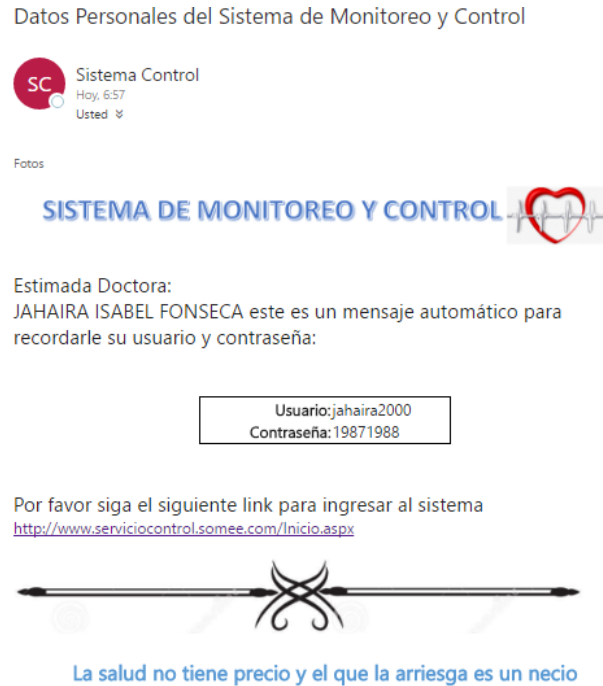 Datos Personales del Sistema de Monitoreo y Control
SC
Sistema Control
Hoy, 6:57
Usted
Fotos
SISTEMA DE MONITOREO Y CONTROL
Estimada Doctora:
JAHAIRA ISABEL FONSECA este es un mensaje automático para
recordarle su usuario y contraseña:
Usuario:jahaira2000
Contraseña:19871988
Por favor siga el siguiente link para ingresar al sistema
http://www.serviciocontrol.somee.com/Inicio.aspx
La salud no tiene precio y el que la arriesga es un necio